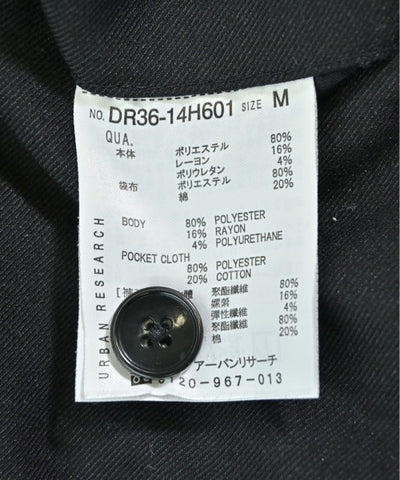 NO. DR36-14H601 SIZE M
QUA.
本体 ポリエステル 80%
レーヨン 16%
ポリウレタン 4%
袋布 ポリエステル 80%
綿 20%
BODY 80% POLYESTER
16% RAYON
4% POLYURETHANE
POCKET CLOTH
80% POLYESTER
20% COTTON
聚酯纖維 80%
嫘縈 16%
彈性纖維 4%
聚酯纖維 80%
棉 20%
アーバンリサーチ
0120-967-013
URBAN RESEARCH